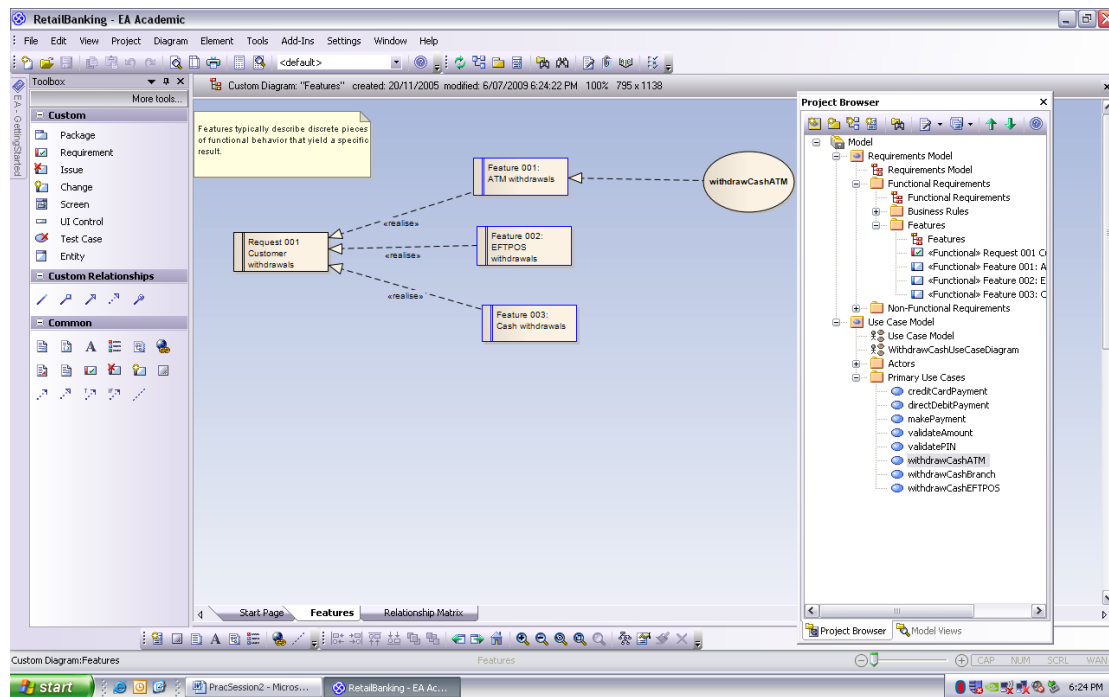 RetailBanking - EA Academic
File Edit View Project Diagram Element Tools Add-Ins Settings Window Help
<default>
Toolbox
Custom Diagram: "Features" created: 20/11/2005 modified: 6/07/2009 6:24:22 PM 100% 795 x 1138
More tools...
EA - GettingStarted
Custom
Package
Requirement
Issue
Change
Screen
UI Control
Test Case
Entity
Custom Relationships
Common
Features typically describe discrete pieces
of functional behavior that yield a specific
result.
Feature 001:
ATM withdrawals
withdrawCashATM
«realise»
Request 001
Customer
withdrawals
Feature 002:
EFTPOS
withdrawals
«realise»
«realise»
Feature 003:
Cash withdrawals
Project Browser
Model
Requirements Model
Requirements Model
Functional Requirements
Functional Requirements
Business Rules
Features
Features
«Functional» Request 001 C
«Functional» Feature 001: A
«Functional» Feature 002: E
«Functional» Feature 003: C
Non-Functional Requirements
Use Case Model
Use Case Model
WithdrawCashUseCaseDiagram
Actors
Primary Use Cases
creditCardPayment
directDebitPayment
makePayment
validateAmount
validatePIN
withdrawCashATM
withdrawCashBranch
withdrawCashEFTPOS
Start Page Features Relationship Matrix
Project Browser Model Views
Custom Diagram:Features
Features
CAP NUM SCRL WAN
start
PracSession2 - Micros...
RetailBanking - EA Ac...
6:24 PM